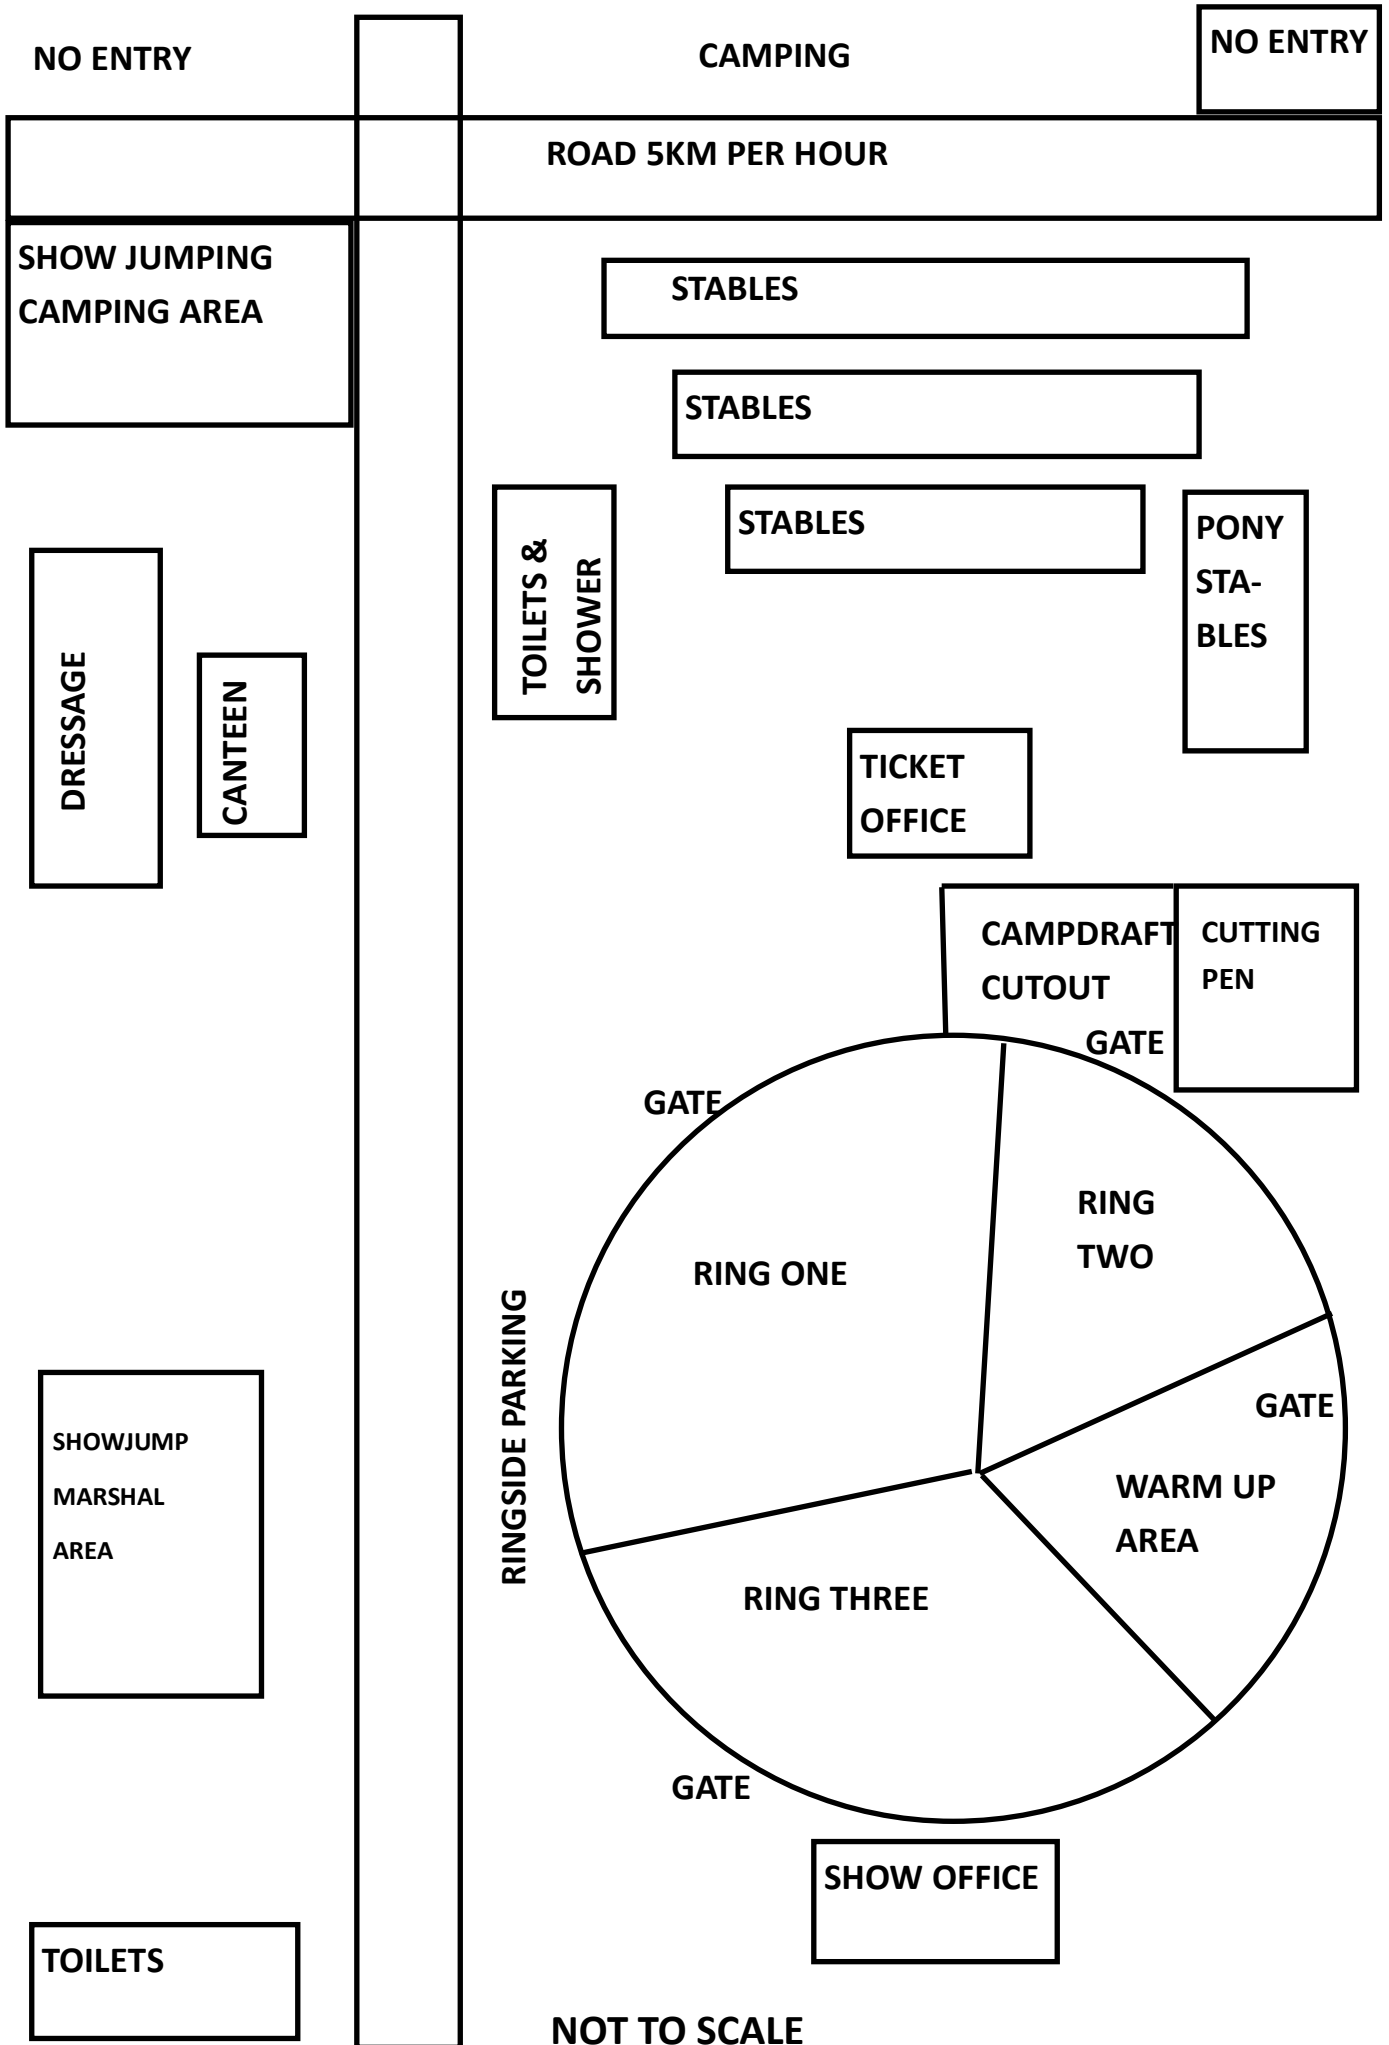 NO ENTRY
CAMPING
NO ENTRY
ROAD 5KM PER HOUR
SHOW JUMPING
CAMPING AREA
STABLES
STABLES
STABLES
TOILETS &
SHOWER
PONY
STA-
BLES
DRESSAGE
CANTEEN
TICKET
OFFICE
CAMPDRAFT
CUTOUT
CUTTING
PEN
GATE
GATE
RING
TWO
RING ONE
RINGSIDE PARKING
GATE
SHOWJUMP
MARSHAL
AREA
WARM UP
AREA
RING THREE
GATE
SHOW OFFICE
TOILETS
NOT TO SCALE